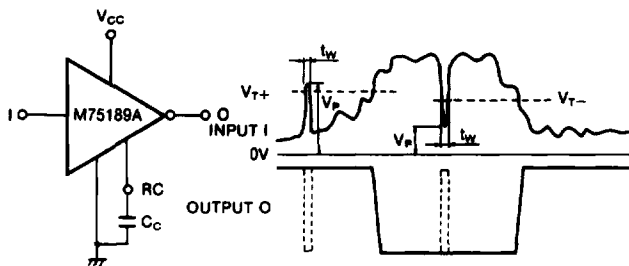 VCC
tW
VT+
I
M75189A
O
VP
VT−
INPUT I
VP
tW
0V
RC
OUTPUT O
CC